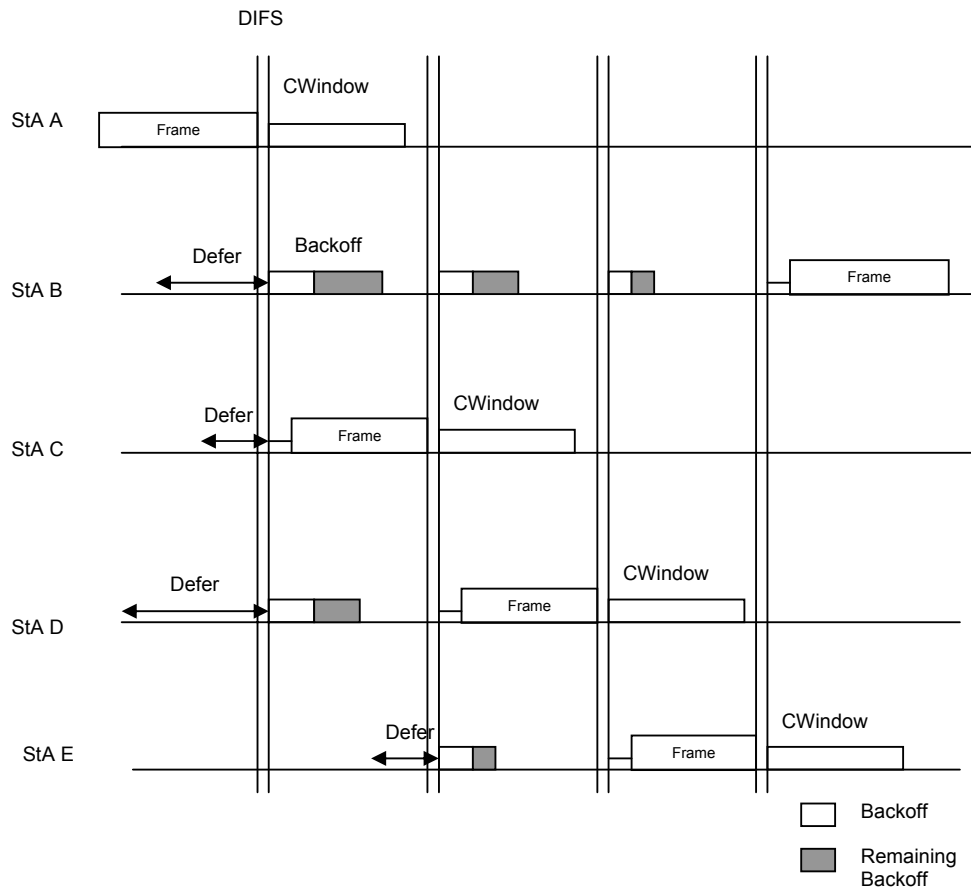 DIFS
CWindow
StA A
Frame
Backoff
Defer
StA B
Frame
CWindow
Defer
StA C
Frame
CWindow
Defer
StA D
Frame
CWindow
Defer
StA E
Frame
Backoff
Remaining
Backoff